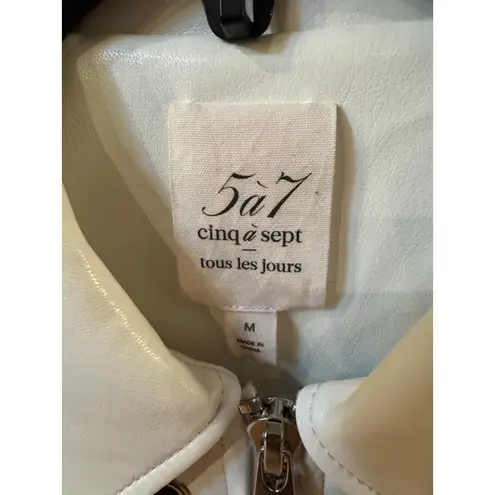 5à7
cinq à sept
tous les jours
M
MADE IN
CHINA